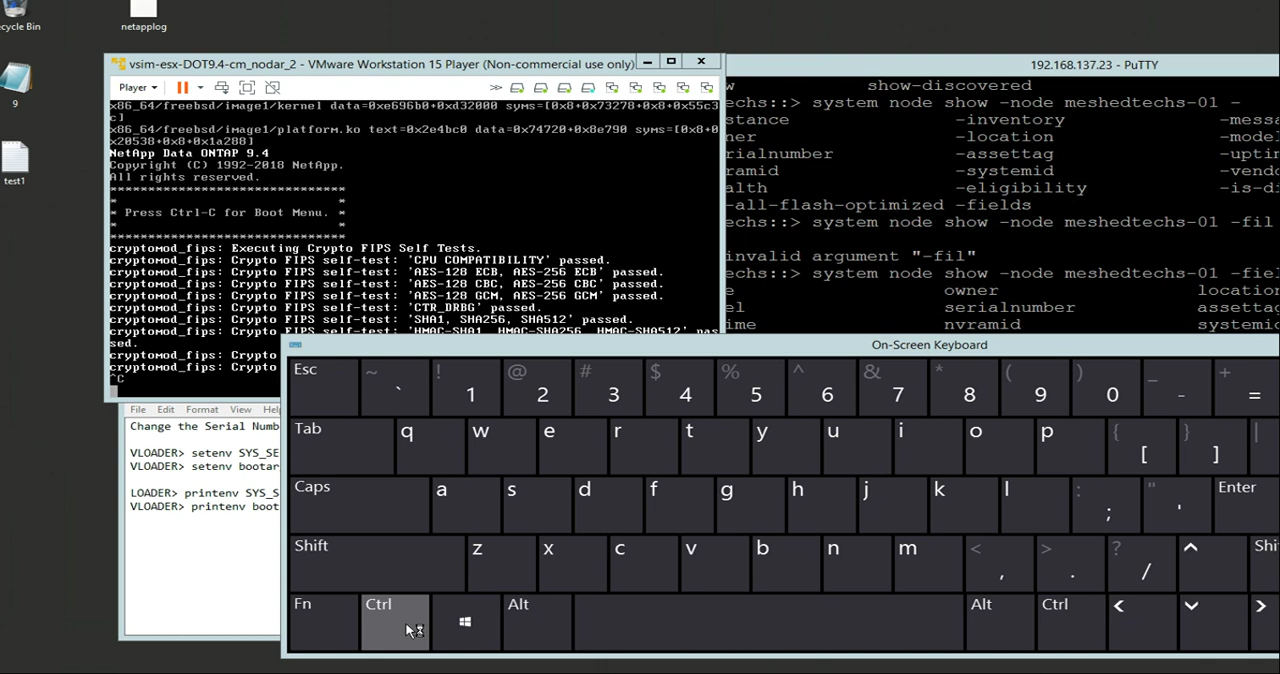 ecycle Bin
netapplog
9
test1
vsim-esx-DOT9.4-cm_nodar_2 - VMware Workstation 15 Player (Non-commercial use only)
Player
x86_64/freebsd/image1/kernel data=0xe696b0+0xd32000 syms=[0x8+0x73278+0x8+0x55c3
c]
x86_64/freebsd/image1/platform.ko text=0x2e4bc0 data=0x74720+0x8e790 syms=[0x8+0
x20538+0x8+0x1a288]
NetApp Data ONTAP 9.4
Copyright (C) 1992-2018 NetApp.
All rights reserved.
*******************************
* *
* Press Ctrl-C for Boot Menu. *
* *
*******************************
cryptomod_fips: Executing Crypto FIPS Self Tests.
cryptomod_fips: Crypto FIPS self-test: 'CPU COMPATIBILITY' passed.
cryptomod_fips: Crypto FIPS self-test: 'AES-128 ECB, AES-256 ECB' passed.
cryptomod_fips: Crypto FIPS self-test: 'AES-128 CBC, AES-256 CBC' passed.
cryptomod_fips: Crypto FIPS self-test: 'AES-128 GCM, AES-256 GCM' passed.
cryptomod_fips: Crypto FIPS self-test: 'CTR_DRBG' passed.
cryptomod_fips: Crypto FIPS self-test: 'SHA1, SHA256, SHA512' passed.
cryptomod_fips: Crypto FIPS self-test: 'HMAC-SHA1, HMAC-SHA256, HMAC-SHA512' pas
sed.
cryptomod_fips: Crypto
cryptomod_fips: Crypto
^C
192.168.137.23 - PuTTY
w show-discovered
techs::> system node show -node meshedtechs-01 -
stance -inventory -messa
ner -location -model
rialnumber -assettag -uptim
ramid -systemid -vendo
alth -eligibility -is-di
-all-flash-optimized -fields
techs::> system node show -node meshedtechs-01 -fil
invalid argument "-fil"
techs::> system node show -node meshedtechs-01 -fiel
e owner locatio
el serialnumber assetta
ime nvramid systemi
File Edit Format View Hel
Change the Serial Numb
VLOADER> setenv SYS_SE
VLOADER> setenv bootar
LOADER> printenv SYS_S
VLOADER> printenv boot
On-Screen Keyboard
Esc ~ ` ! 1 @ 2 # 3 $ 4 % 5 ^ 6 & 7 * 8 ( 9 ) 0 _ - + =
Tab q w e r t y u i o p { [ } ] |
Caps a s d f g h j k l : ; " ' Enter
Shift z x c v b n m < , > . ? / Shi
Fn Ctrl Alt Alt Ctrl